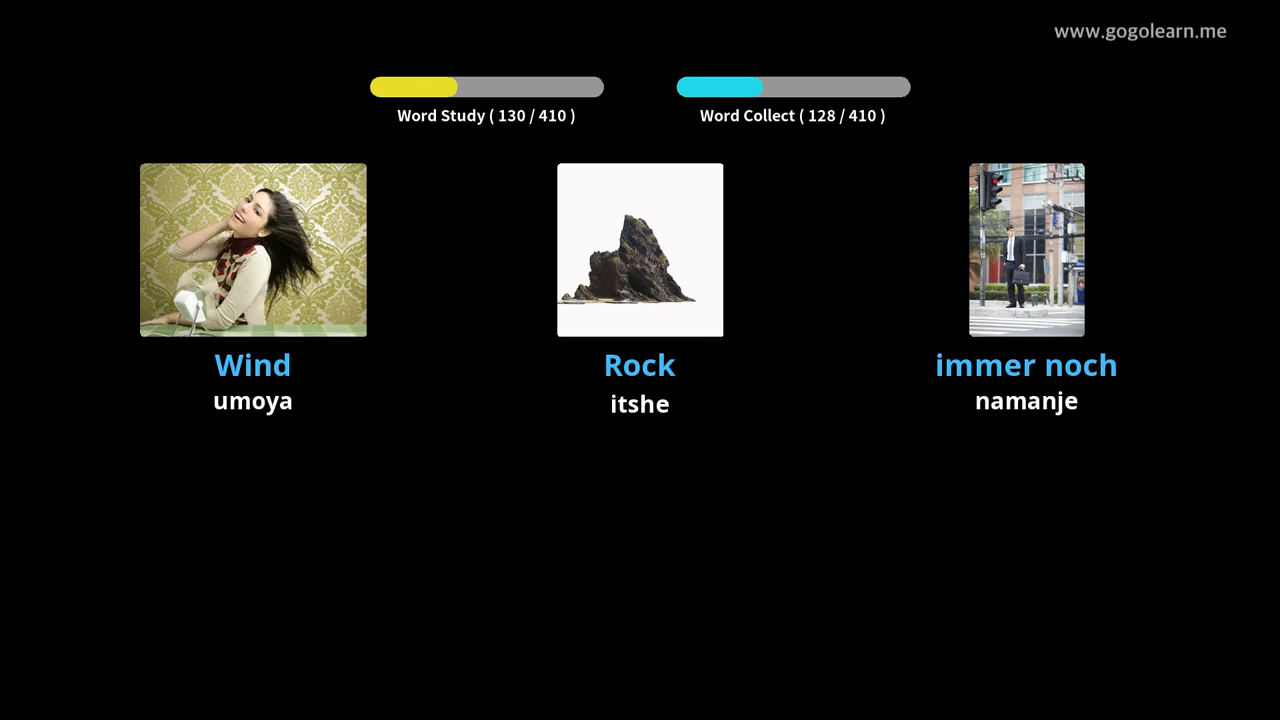 www.gogolearn.me
Word Study ( 130 / 410 )
Word Collect ( 128 / 410 )
Wind
umoya
Rock
itshe
immer noch
namanje